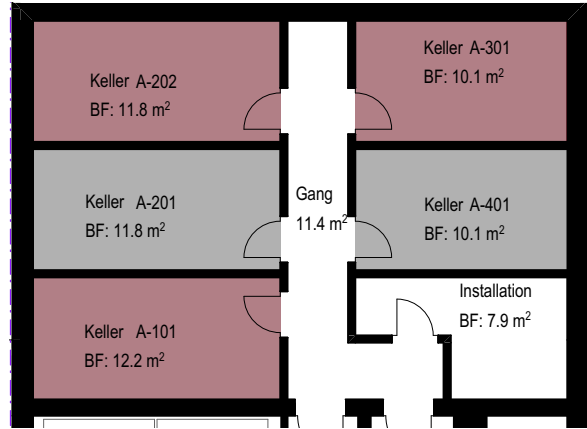 Keller A-202
BF: 11.8 m²
Keller A-301
BF: 10.1 m²
Keller A-201
BF: 11.8 m²
Gang
11.4 m²
Keller A-401
BF: 10.1 m²
Keller A-101
BF: 12.2 m²
Installation
BF: 7.9 m²